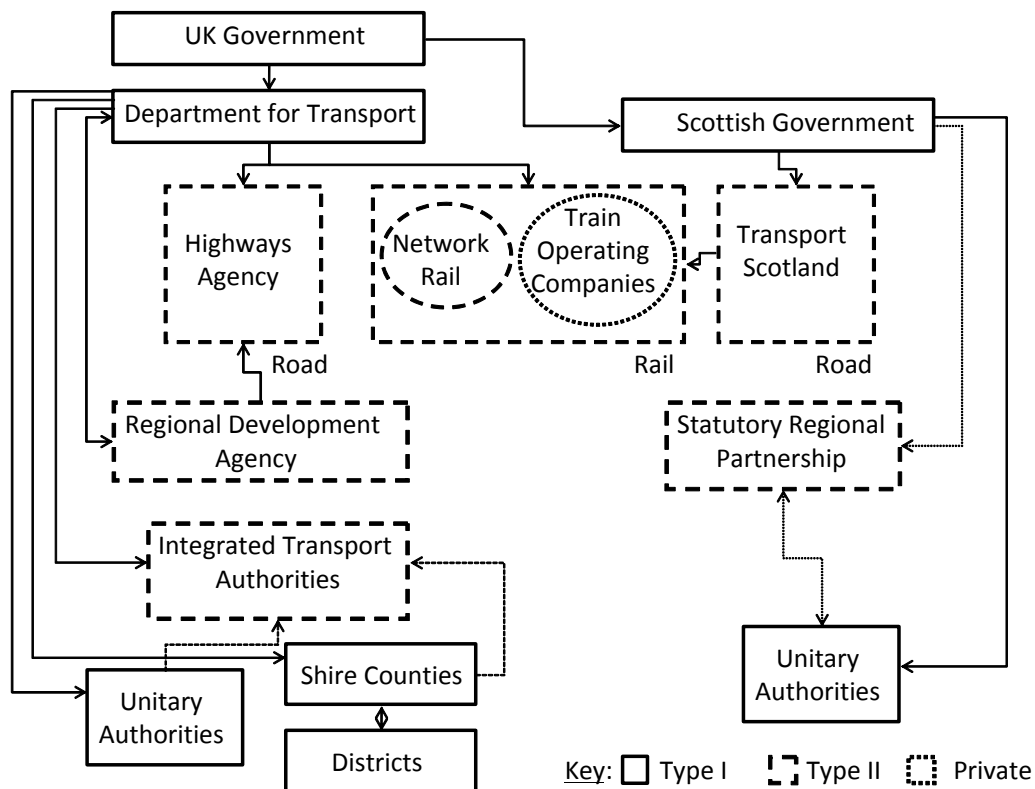 UK Government
Department for Transport
Scottish Government
Highways
Agency
Road
Network
Rail
Train
Operating
Companies
Rail
Transport
Scotland
Road
Regional Development
Agency
Statutory Regional
Partnership
Integrated Transport
Authorities
Unitary
Authorities
Shire Counties
Districts
Unitary
Authorities
Key: Type I Type II Private